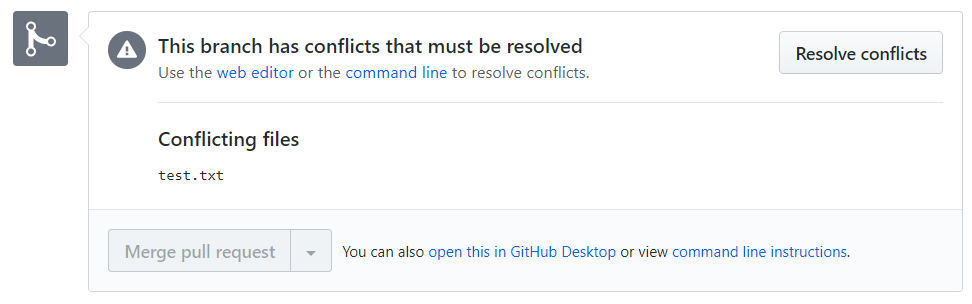 This branch has conflicts that must be resolved
Resolve conflicts
Use the web editor or the command line to resolve conflicts.
Conflicting files
test.txt
Merge pull request
You can also open this in GitHub Desktop or view command line instructions.